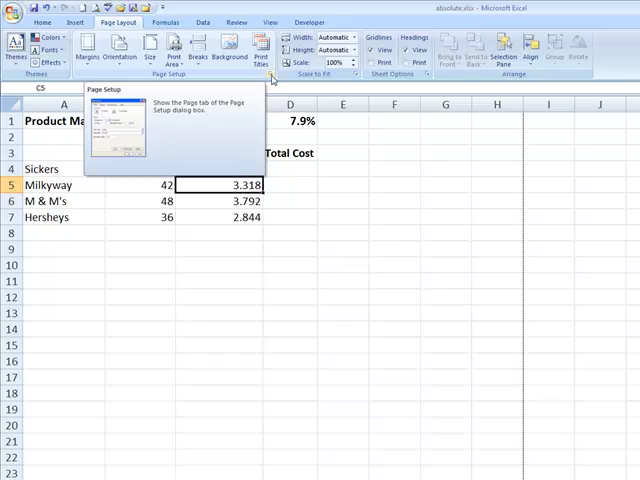 absolute.xlsx - Microsoft Excel
Home Insert Page Layout Formulas Data Review View Developer
Themes Colors Fonts Effects Margins Orientation Size Print Area Breaks Background Print Titles Width: Automatic Height: Automatic Scale: 100% Gridlines View Print Headings View Print Bring to Front Send to Back Selection Pane Align Group Rotate
Themes Page Setup Scale to Fit Sheet Options Arrange
C5
Page Setup
Show the Page tab of the Page
Setup dialog box.
A D E F G H I J
1 Product Ma 7.9%
2
3 Total Cost
4 Sickers
5 Milkyway 42 3.318
6 M & M's 48 3.792
7 Hersheys 36 2.844
8
9
10
11
12
13
14
15
16
17
18
19
20
21
22
23